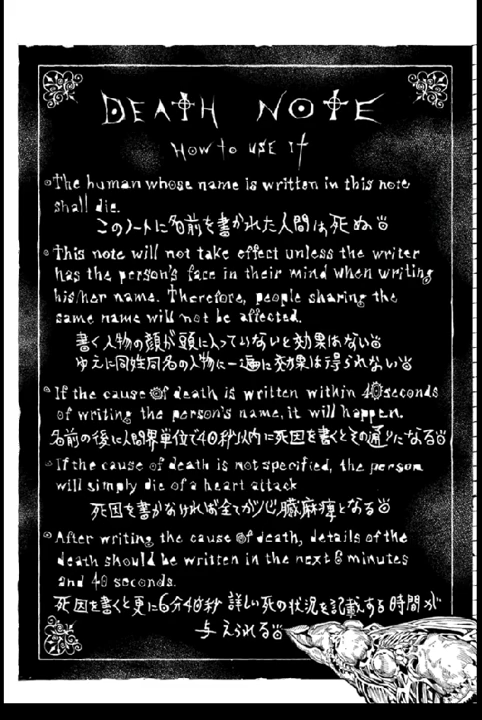 DEATH NOTE
HOW to USE It
The human whose name is written in this note
shall die.
このノートに名前を書かれた人間は死ぬ
This note will not take effect unless the writer
has the person's face in their mind when writing
his/her name. Therefore, people sharing the
same name will not be affected.
書く人物の顔が頭に入っていないと効果はない
ゆえに同姓同名の人物に一遍に効果は得られない
If the cause of death is written within 40 seconds
of writing the person's name, it will happen.
名前の後に人間界単位で40秒以内に死因を書くとその通りになる
If the cause of death is not specified, the person
will simply die of a heart attack
死因を書かなければ全てが心臓麻痺となる
After writing the cause of death, details of the
death should be written in the next 6 minutes
and 40 seconds.
死因を書くと更に6分40秒 詳しい死の状況を記載する時間が
与えられる